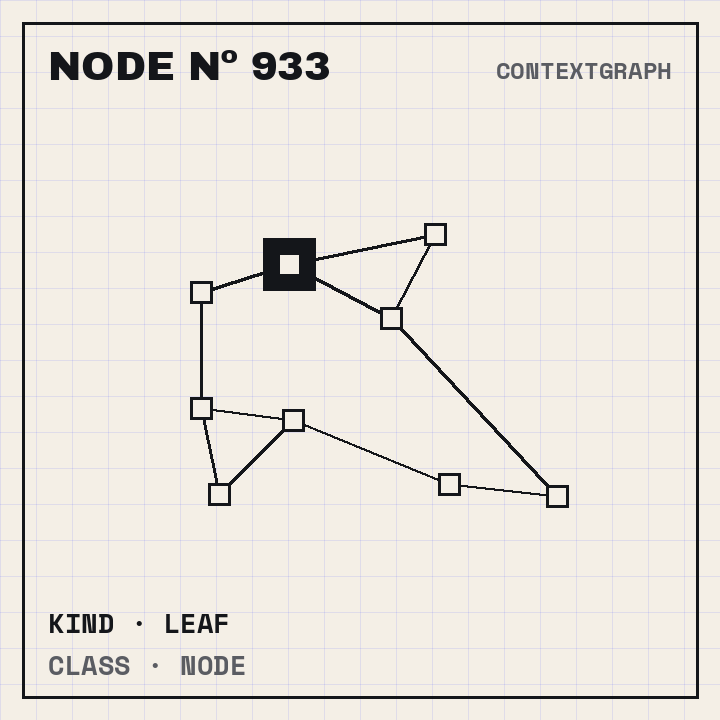 NODE Nº 933
CONTEXTGRAPH
KIND · LEAF
CLASS · NODE